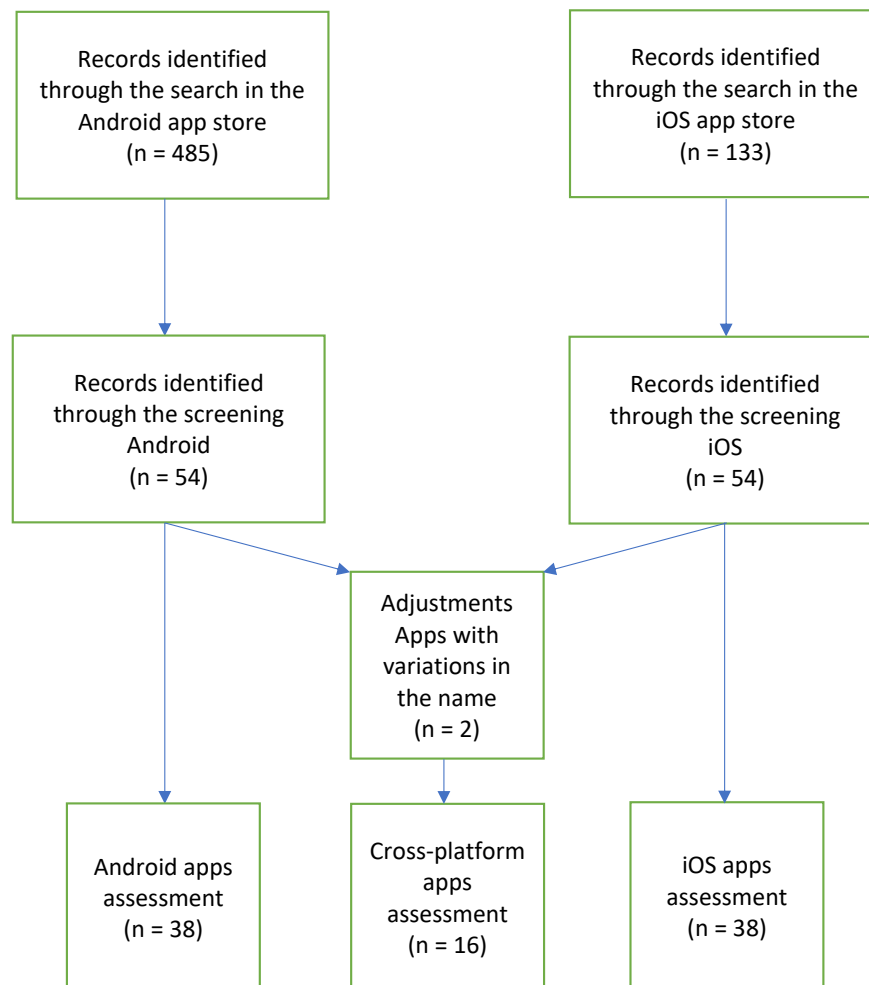 Records identified
through the search in the
Android app store
(n = 485)
Records identified
through the search in the
iOS app store
(n = 133)
Records identified
through the screening
Android
(n = 54)
Records identified
through the screening
iOS
(n = 54)
Adjustments
Apps with
variations in
the name
(n = 2)
Android apps
assessment
(n = 38)
Cross-platform
apps
assessment
(n = 16)
iOS apps
assessment
(n = 38)